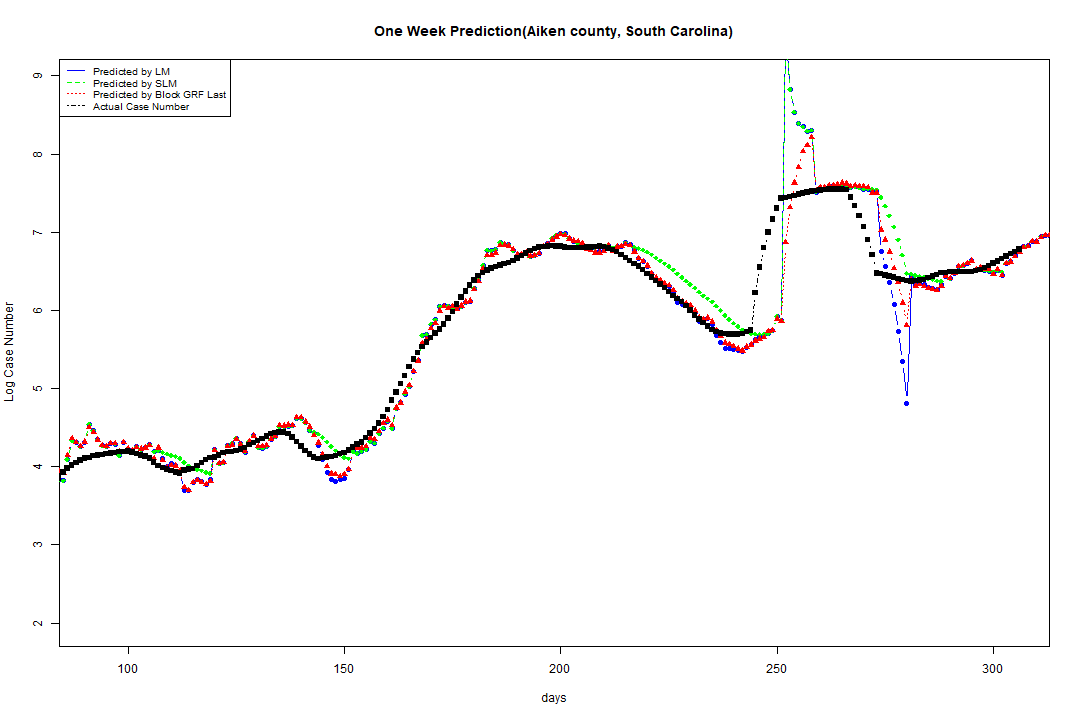 One Week Prediction(Aiken county, South Carolina)
Predicted by LM
Predicted by SLM
Predicted by Block GRF Last
Actual Case Number
Log Case Number
9
8
7
6
5
4
3
2
100 150 200 250 300
days